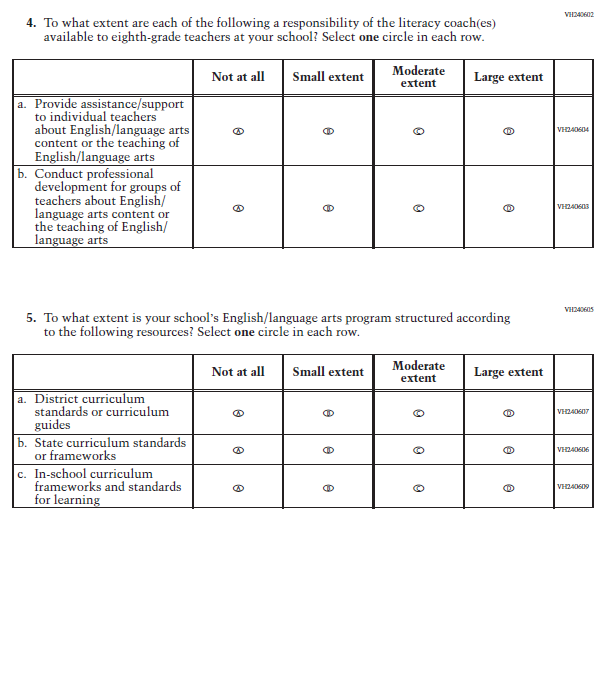 VH240602
4. To what extent are each of the following a responsibility of the literacy coach(es)
available to eighth-grade teachers at your school? Select one circle in each row.
Not at all Small extent Moderate extent Large extent
a. Provide assistance/support
to individual teachers
about English/language arts
content or the teaching of
English/language arts
A B C D VH240604
b. Conduct professional
development for groups of
teachers about English/
language arts content or
the teaching of English/
language arts
A B C D VH240603
VH240605
5. To what extent is your school's English/language arts program structured according
to the following resources? Select one circle in each row.
Not at all Small extent Moderate extent Large extent
a. District curriculum
standards or curriculum
guides
A B C D VH240607
b. State curriculum standards
or frameworks
A B C D VH240606
c. In-school curriculum
frameworks and standards
for learning
A B C D VH240609